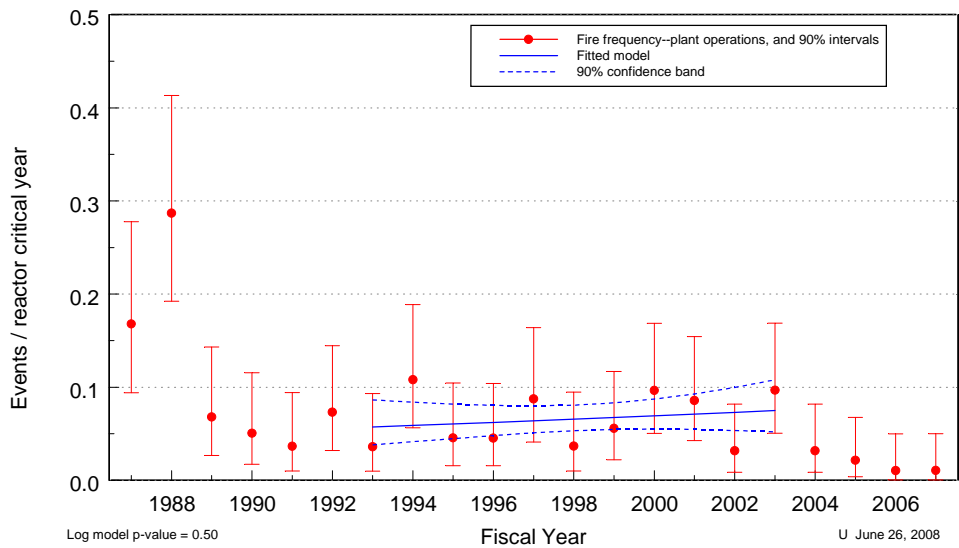 0.5
Fire frequency--plant operations, and 90% intervals
Fitted model
90% confidence band
0.4
0.3
0.2
0.1
0.0
Events / reactor critical year
1988 1990 1992 1994 1996 1998 2000 2002 2004 2006
Fiscal Year
Log model p-value = 0.50
U June 26, 2008